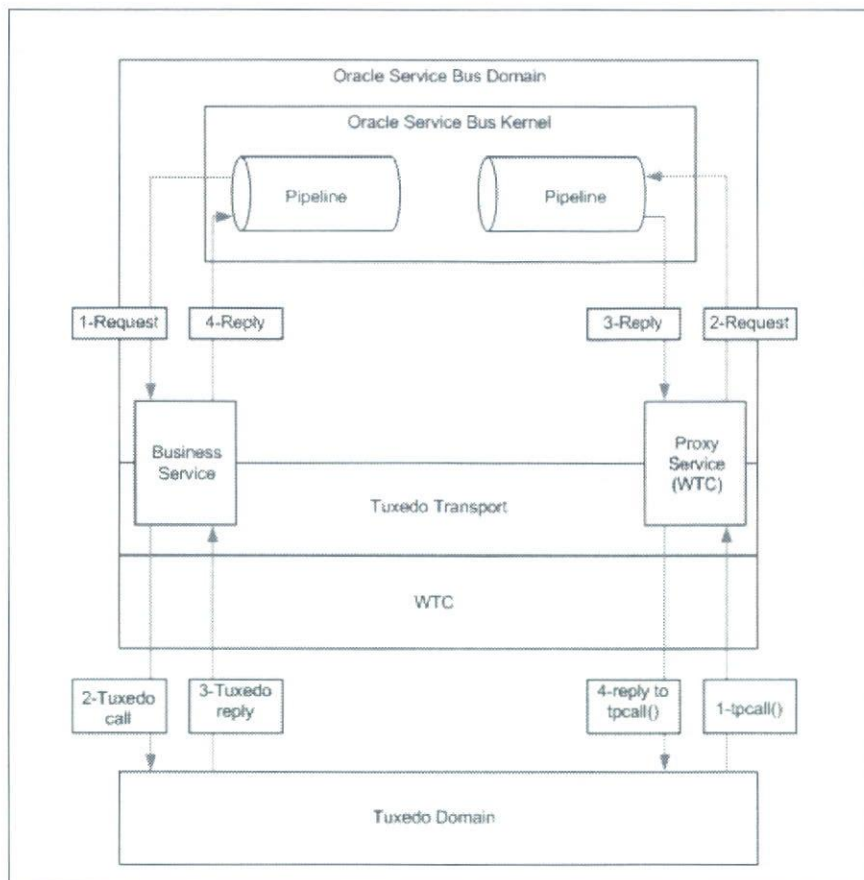 Oracle Service Bus Domain
Oracle Service Bus Kernel
Pipeline
Pipeline
1-Request
4-Reply
3-Reply
2-Request
Business
Service
Proxy
Service
(WTC)
Tuxedo Transport
WTC
2-Tuxedo
call
3-Tuxedo
reply
4-reply to
tpcall()
1-tpcall()
Tuxedo Domain